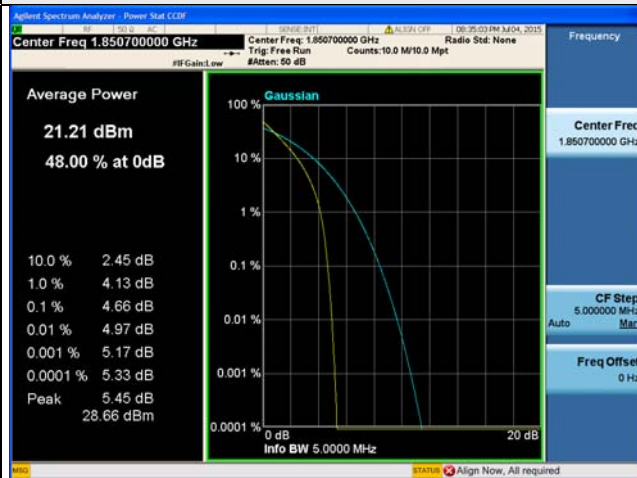 Agilent Spectrum Analyzer - Power Stat CCDF
RF 50 Ω AC SENSE:INT ALIGN OFF 08:35:03 PM Jul 04, 2015
Center Freq 1.850700000 GHz
Center Freq: 1.850700000 GHz Radio Std: None
Trig: Free Run Counts:10.0 M/10.0 Mpt
#IFGain:Low #Atten: 50 dB
Frequency
Average Power
21.21 dBm
48.00 % at 0dB
10.0 % 2.45 dB
1.0 % 4.13 dB
0.1 % 4.66 dB
0.01 % 4.97 dB
0.001 % 5.17 dB
0.0001 % 5.33 dB
Peak 5.45 dB
28.66 dBm
Gaussian
100 %
10 %
1 %
0.1 %
0.01 %
0.001 %
0.0001 %
0 dB 20 dB
Info BW 5.0000 MHz
Center Freq
1.850700000 GHz
CF Step
5.000000 MHz
Auto Man
Freq Offset
0 Hz
MSG STATUS Align Now, All required